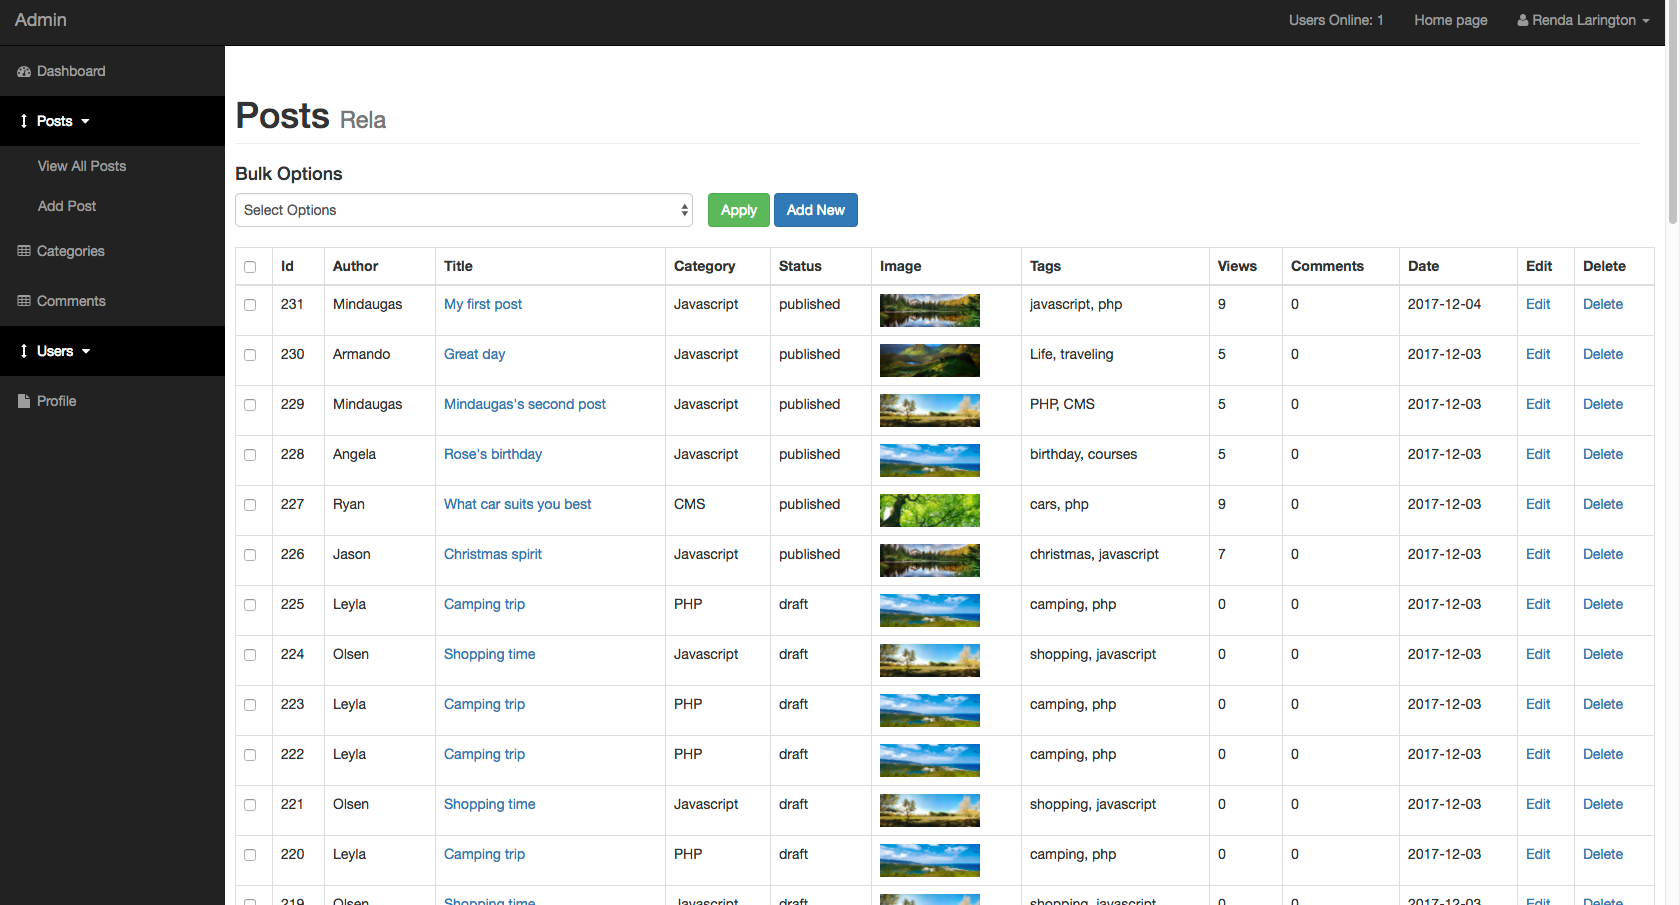 Admin
Users Online: 1 Home page Renda Larington
Dashboard
Posts
View All Posts
Add Post
Categories
Comments
Users
Profile
Posts Rela
Bulk Options
Select Options Apply Add New
Id Author Title Category Status Image Tags Views Comments Date Edit Delete
231 Mindaugas My first post Javascript published javascript, php 9 0 2017-12-04 Edit Delete
230 Armando Great day Javascript published Life, traveling 5 0 2017-12-03 Edit Delete
229 Mindaugas Mindaugas's second post Javascript published PHP, CMS 5 0 2017-12-03 Edit Delete
228 Angela Rose's birthday Javascript published birthday, courses 5 0 2017-12-03 Edit Delete
227 Ryan What car suits you best CMS published cars, php 9 0 2017-12-03 Edit Delete
226 Jason Christmas spirit Javascript published christmas, javascript 7 0 2017-12-03 Edit Delete
225 Leyla Camping trip PHP draft camping, php 0 0 2017-12-03 Edit Delete
224 Olsen Shopping time Javascript draft shopping, javascript 0 0 2017-12-03 Edit Delete
223 Leyla Camping trip PHP draft camping, php 0 0 2017-12-03 Edit Delete
222 Leyla Camping trip PHP draft camping, php 0 0 2017-12-03 Edit Delete
221 Olsen Shopping time Javascript draft shopping, javascript 0 0 2017-12-03 Edit Delete
220 Leyla Camping trip PHP draft camping, php 0 0 2017-12-03 Edit Delete
219 Olsen Shopping time Javascript draft shopping, javascript 0 0 2017-12-03 Edit Delete